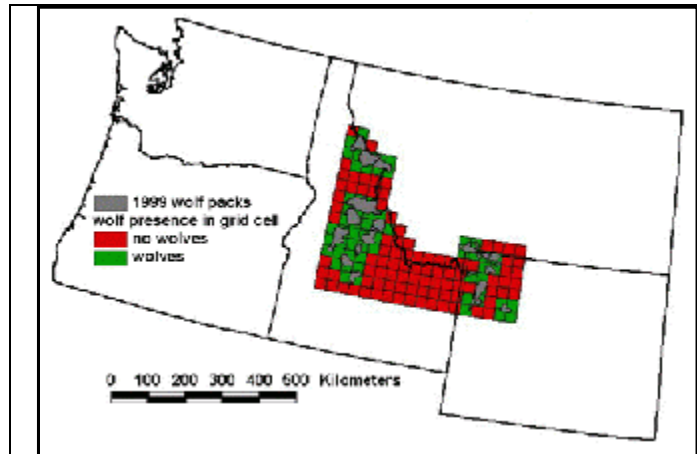 1999 wolf packs
wolf presence in grid cell
no wolves
wolves
0 100 200 300 400 500 Kilometers